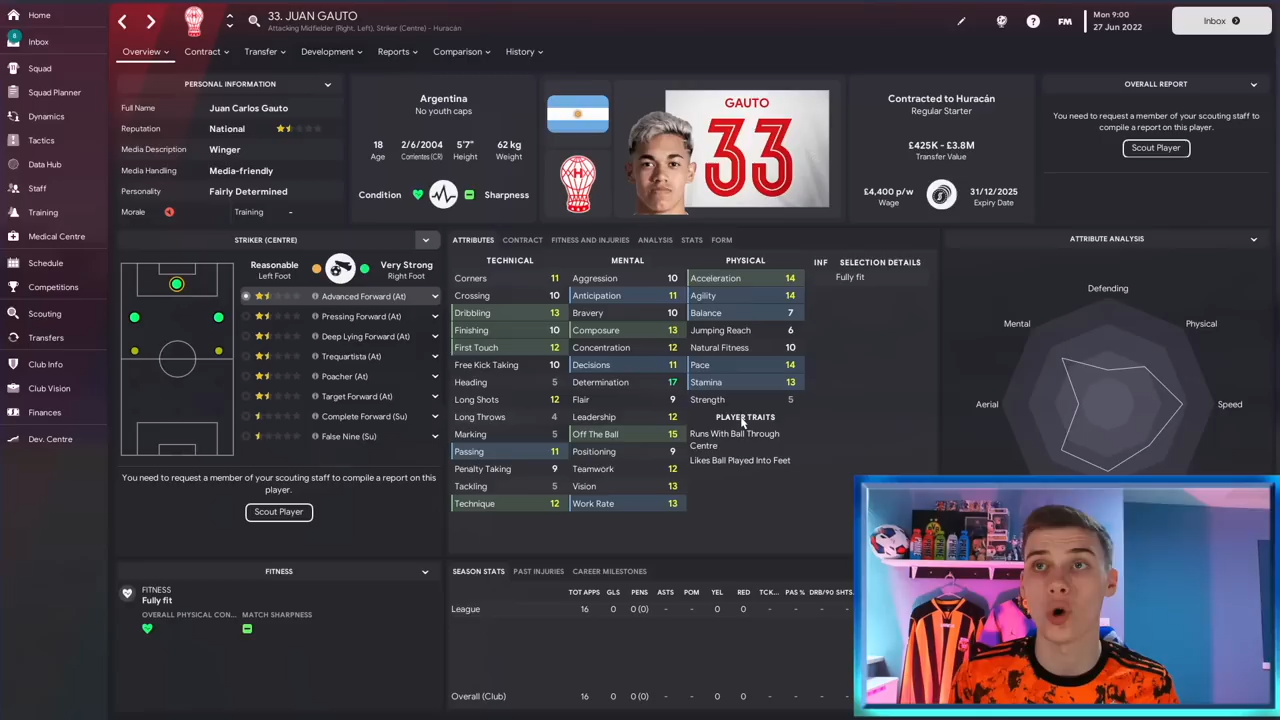 33. JUAN GAUTO
Attacking Midfielder (Right, Left), Striker (Centre) - Huracán
FM
Mon 9:00
27 Jun 2022
Inbox
Home
8
Inbox
Squad
Squad Planner
Dynamics
Tactics
Data Hub
Staff
Training
Medical Centre
Schedule
Competitions
Scouting
Transfers
Club Info
Club Vision
Finances
Dev. Centre
Overview
Contract
Transfer
Development
Reports
Comparison
History
PERSONAL INFORMATION
Full Name Juan Carlos Gauto
Reputation National
Media Description Winger
Media Handling Media-friendly
Personality Fairly Determined
Morale Training -
Argentina
No youth caps
18 2/6/2004 5'7" 62 kg
Age Corrientes (CR) Height Weight
Condition Sharpness
GAUTO
33
Contracted to Huracán
Regular Starter
£425K - £3.8M
Transfer Value
£4,400 p/w 31/12/2025
Wage Expiry Date
OVERALL REPORT
You need to request a member of your scouting staff to
compile a report on this player.
Scout Player
STRIKER (CENTRE)
Reasonable Very Strong
Left Foot Right Foot
Advanced Forward (At)
Pressing Forward (At)
Deep Lying Forward (At)
Trequartista (At)
Poacher (At)
Target Forward (At)
Complete Forward (Su)
False Nine (Su)
You need to request a member of your scouting staff to compile a report on this
player.
Scout Player
ATTRIBUTES CONTRACT FITNESS AND INJURIES ANALYSIS STATS FORM
TECHNICAL
Corners 11
Crossing 10
Dribbling 13
Finishing 10
First Touch 12
Free Kick Taking 10
Heading 5
Long Shots 12
Long Throws 4
Marking 5
Passing 11
Penalty Taking 9
Tackling 5
Technique 12
MENTAL
Aggression 10
Anticipation 11
Bravery 10
Composure 13
Concentration 12
Decisions 11
Determination 17
Flair 9
Leadership 12
Off The Ball 15
Positioning 9
Teamwork 12
Vision 13
Work Rate 13
PHYSICAL
Acceleration 14
Agility 14
Balance 7
Jumping Reach 6
Natural Fitness 10
Pace 14
Stamina 13
Strength 5
PLAYER TRAITS
Runs With Ball Through
Centre
Likes Ball Played Into Feet
INF SELECTION DETAILS
Fully fit
ATTRIBUTE ANALYSIS
Defending
Mental
Physical
Aerial
Speed
FITNESS
FITNESS
Fully fit
OVERALL PHYSICAL CON... MATCH SHARPNESS
SEASON STATS PAST INJURIES CAREER MILESTONES
TOT APPS GLS PENS ASTS POM YEL RED TCK... PAS % DRB/90 SHTS.
League 16 0 0 (0) - - 0 0 - - - -
Overall (Club) 16 0 0 (0) - - 0 0 - - - -